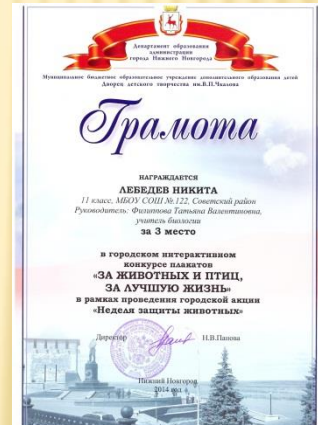 Департамент образования
администрации
города Нижнего Новгорода
Муниципальное бюджетное образовательное учреждение дополнительного образования детей
Дворец детского творчества им.В.П.Чкалова
Грамота
НАГРАЖДАЕТСЯ
ЛЕБЕДЕВ НИКИТА
11 класс, МБОУ СОШ № 122, Советский район
Руководитель: Филиппова Татьяна Валентиновна,
учитель биологии
за 3 место
в городском интерактивном
конкурсе плакатов
«ЗА ЖИВОТНЫХ И ПТИЦ,
ЗА ЛУЧШУЮ ЖИЗНЬ»
в рамках проведения городской акции
«Неделя защиты животных»
Директор Н.В.Панова
Нижний Новгород
2014 год